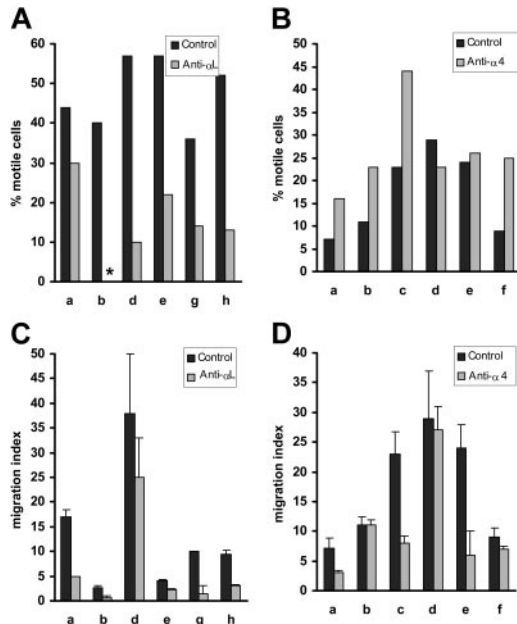 A
60
50
40
30
20
10
0
% motile cells
Control
Anti-αL
*
a b d e g h
B
50
45
40
35
30
25
20
15
10
5
0
% motile cells
Control
Anti-α4
a b c d e f
C
50
45
40
35
30
25
20
15
10
5
0
migration index
Control
Anti-αL
a b d e g h
D
40
35
30
25
20
15
10
5
0
migration index
Control
Anti-α4
a b c d e f